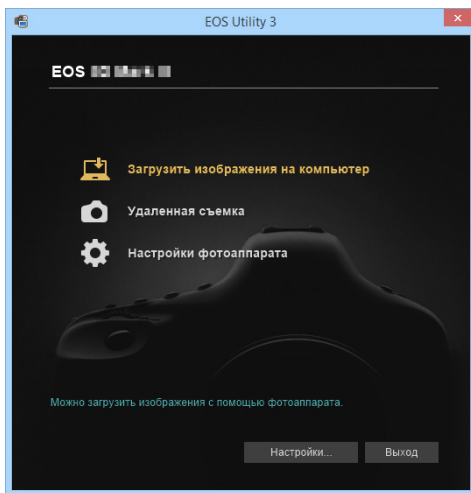 EOS Utility 3
EOS
Загрузить изображения на компьютер
Удаленная съемка
Настройки фотоаппарата
Можно загрузить изображения с помощью фотоаппарата.
Настройки... Выход